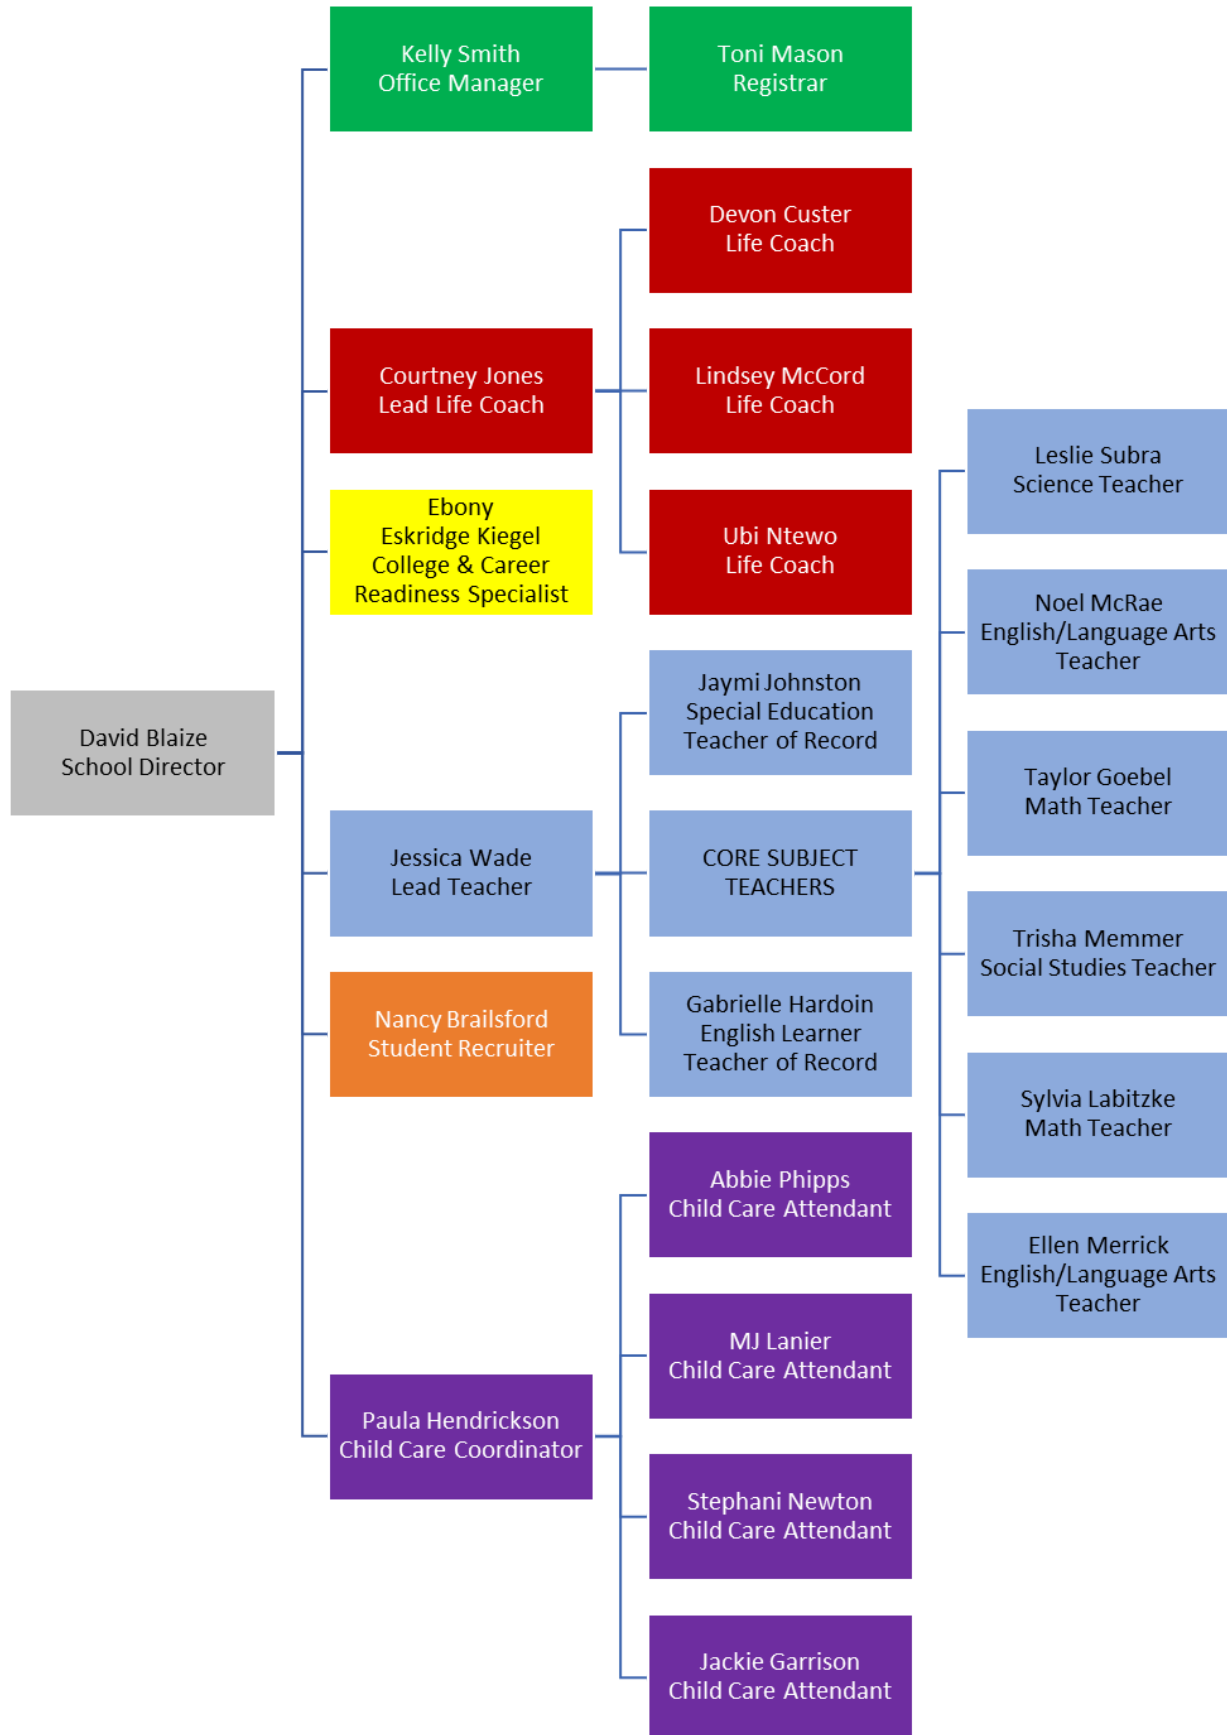 Kelly Smith
Office Manager
Toni Mason
Registrar
Devon Custer
Life Coach
Courtney Jones
Lead Life Coach
Lindsey McCord
Life Coach
Ebony
Eskridge Kiegel
College & Career
Readiness Specialist
Ubi Ntewo
Life Coach
David Blaize
School Director
Jessica Wade
Lead Teacher
Jaymi Johnston
Special Education
Teacher of Record
CORE SUBJECT
TEACHERS
Gabrielle Hardoin
English Learner
Teacher of Record
Leslie Subra
Science Teacher
Noel McRae
English/Language Arts
Teacher
Taylor Goebel
Math Teacher
Trisha Memmer
Social Studies Teacher
Sylvia Labitzke
Math Teacher
Ellen Merrick
English/Language Arts
Teacher
Nancy Brailsford
Student Recruiter
Paula Hendrickson
Child Care Coordinator
Abbie Phipps
Child Care Attendant
MJ Lanier
Child Care Attendant
Stephani Newton
Child Care Attendant
Jackie Garrison
Child Care Attendant